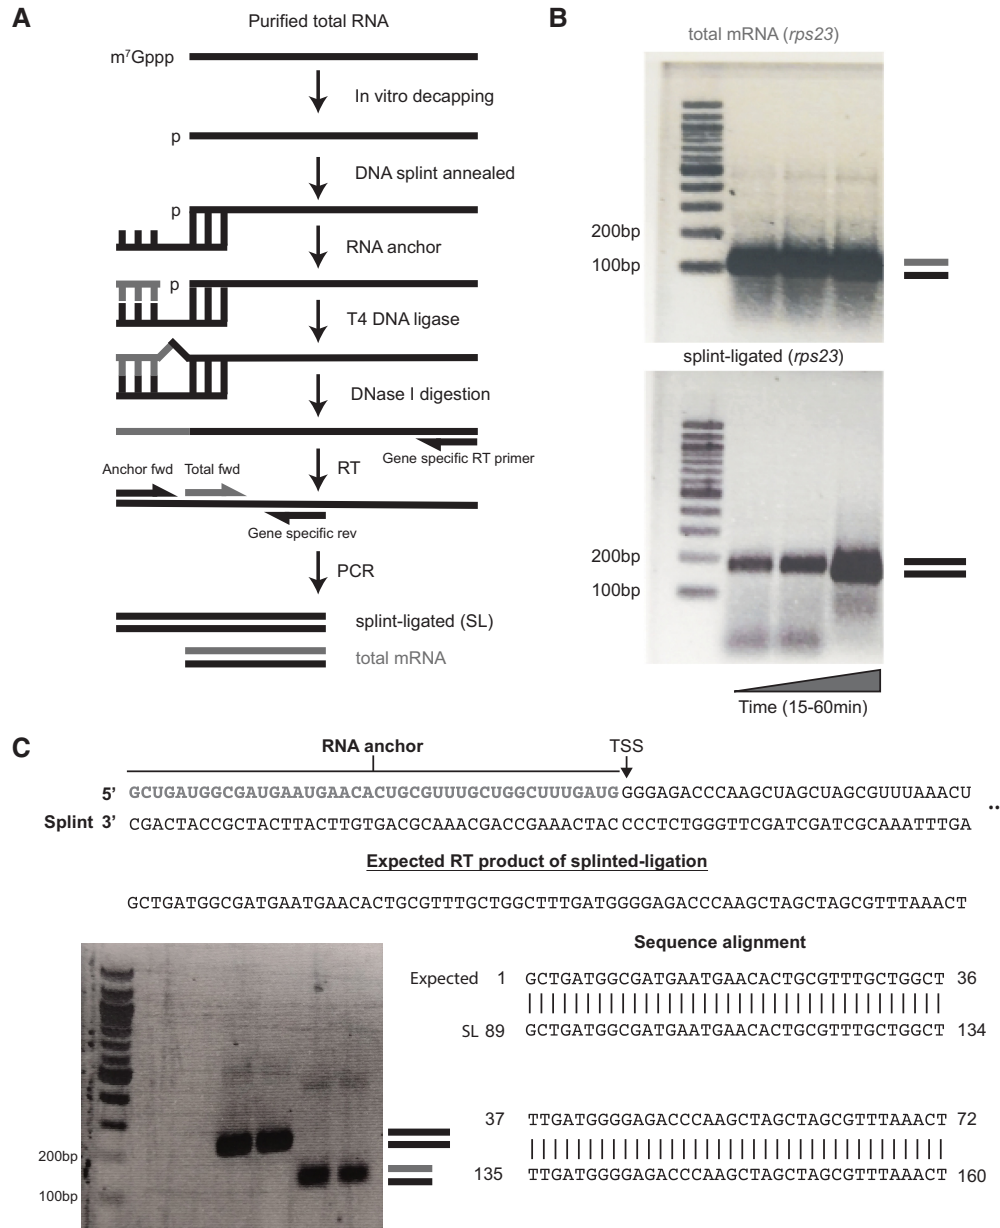 A
Purified total RNA
m⁷Gppp
In vitro decapping
p
DNA splint annealed
p
RNA anchor
p
T4 DNA ligase
DNase I digestion
Gene specific RT primer
Anchor fwd
Total fwd
RT
Gene specific rev
PCR
splint-ligated (SL)
total mRNA
B
total mRNA (rps23)
200bp
100bp
splint-ligated (rps23)
200bp
100bp
Time (15-60min)
C
RNA anchor
TSS
5' GCUGAUGGCGAUGAAUGAACACUGCGUUUGCUGGCUUUGAUGGGGAGACCCAAGCUAGCUAGCGUUUAAACU ..
Splint 3' CGACTACCGCTACTTACTTGTGACGCAAACGACCGAAACTACCCCTCTGGGTTCGATCGATCGCAAATTTGA
Expected RT product of splinted-ligation
GCTGATGGCGATGAATGAACACTGCGTTTGCTGGCTTTGATGGGGAGACCCAAGCTAGCTAGCGTTTAAACT
200bp
100bp
Sequence alignment
Expected 1 GCTGATGGCGATGAATGAACACTGCGTTTGCTGGCT 36
SL 89 GCTGATGGCGATGAATGAACACTGCGTTTGCTGGCT 134
37 TTGATGGGGAGACCCAAGCTAGCTAGCGTTTAAACT 72
135 TTGATGGGGAGACCCAAGCTAGCTAGCGTTTAAACT 160